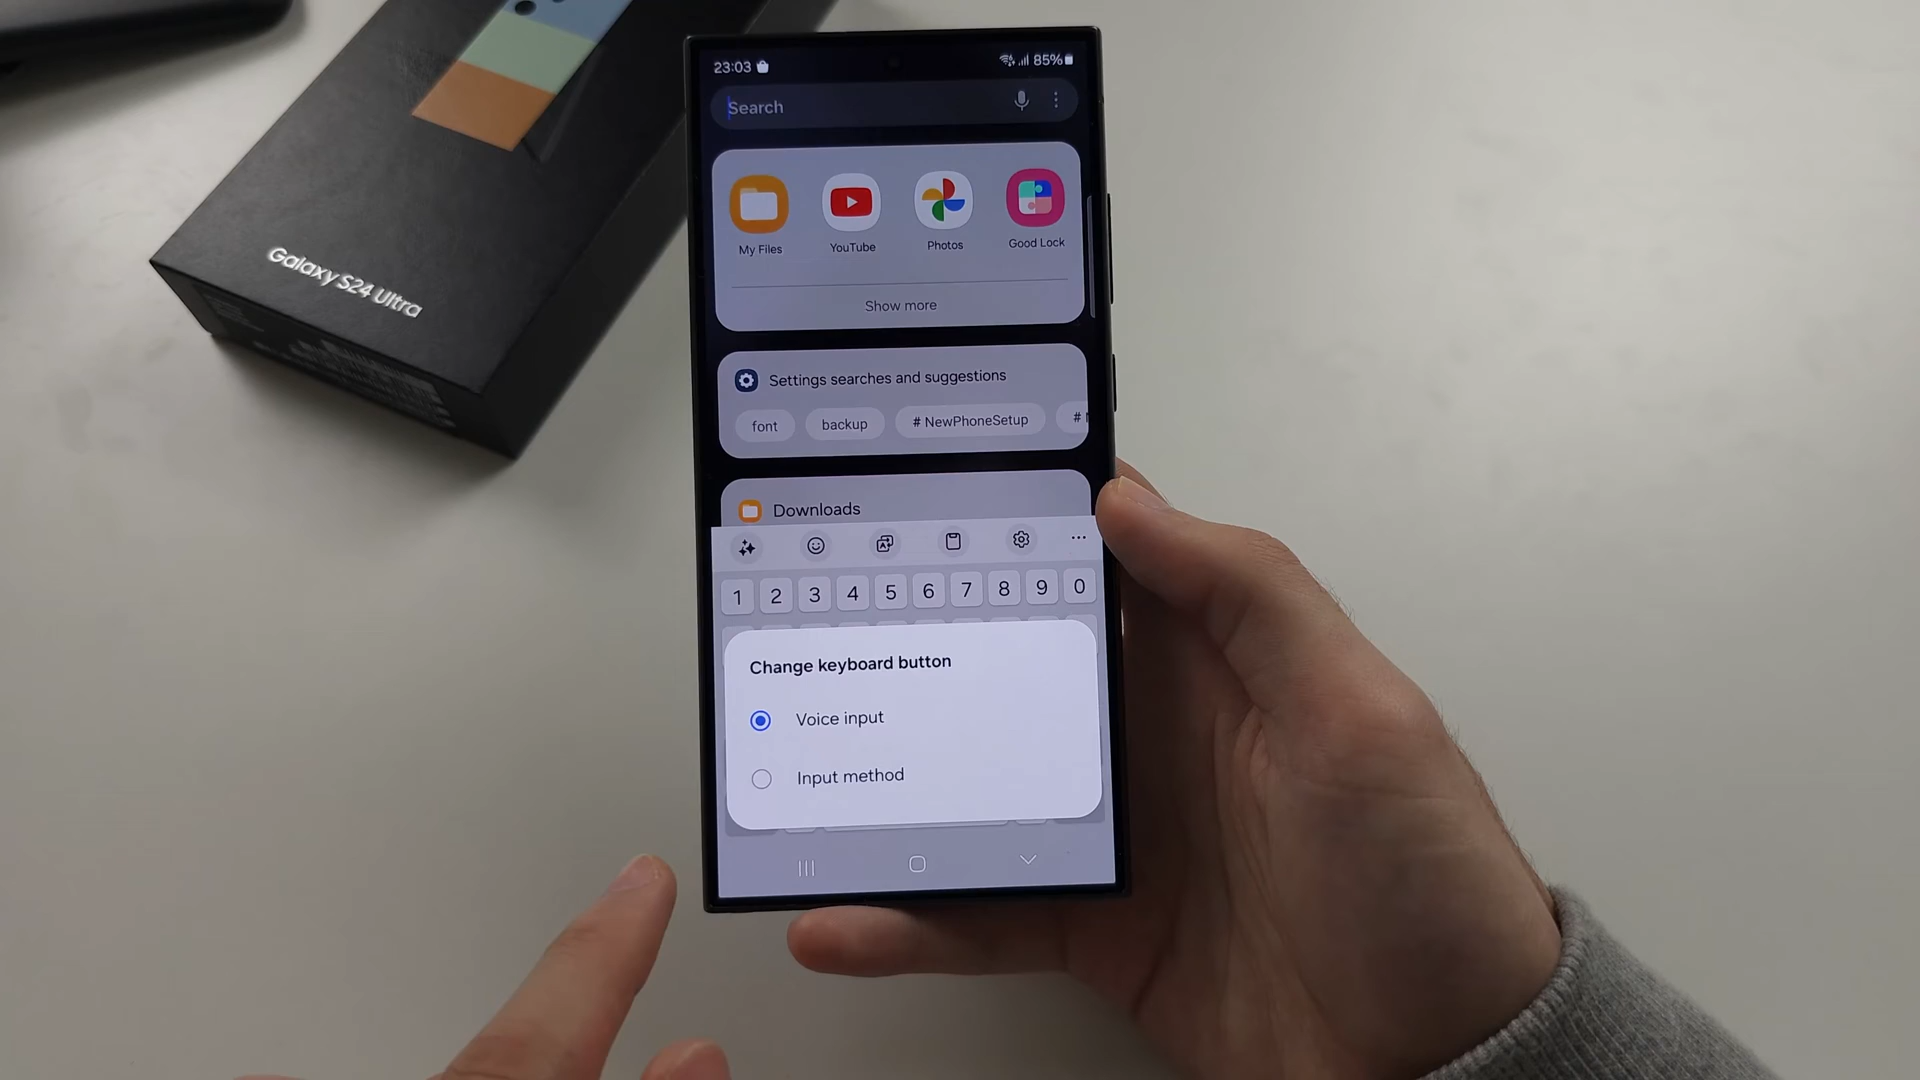 Galaxy S24 Ultra
23:03
85%
Search
My Files
YouTube
Photos
Good Lock
Show more
Settings searches and suggestions
font
backup
# NewPhoneSetup
#
Downloads
1 2 3 4 5 6 7 8 9 0
Change keyboard button
Voice input
Input method